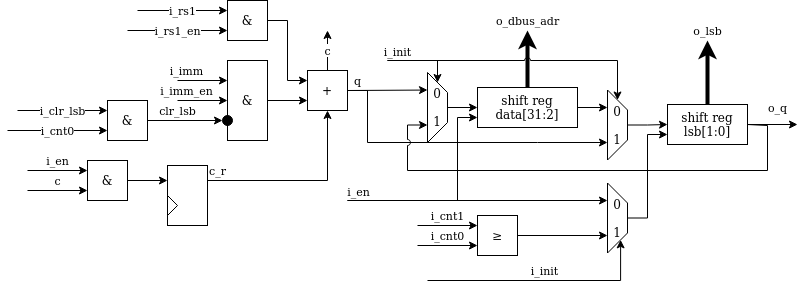 i_rs1
i_rs1_en
&
o_dbus_adr
o_lsb
c
i_init
i_imm
i_imm_en
clr_lsb
&
+
q
0
1
shift reg
data[31:2]
0
1
shift reg
lsb[1:0]
o_q
i_clr_lsb
i_cnt0
&
i_en
c
&
c_r
i_en
i_cnt1
i_cnt0
≥
0
1
i_init